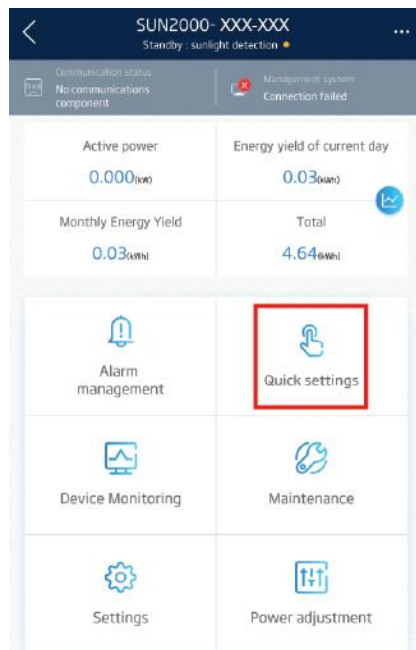 SUN2000- XXX-XXX
Standby : sunlight detection
Communication status
No communications
component
Management system
Connection failed
Active power
0.000(kW)
Energy yield of current day
0.03(kWh)
Monthly Energy Yield
0.03(kWh)
Total
4.64(kWh)
Alarm
management
Quick settings
Device Monitoring
Maintenance
Settings
Power adjustment